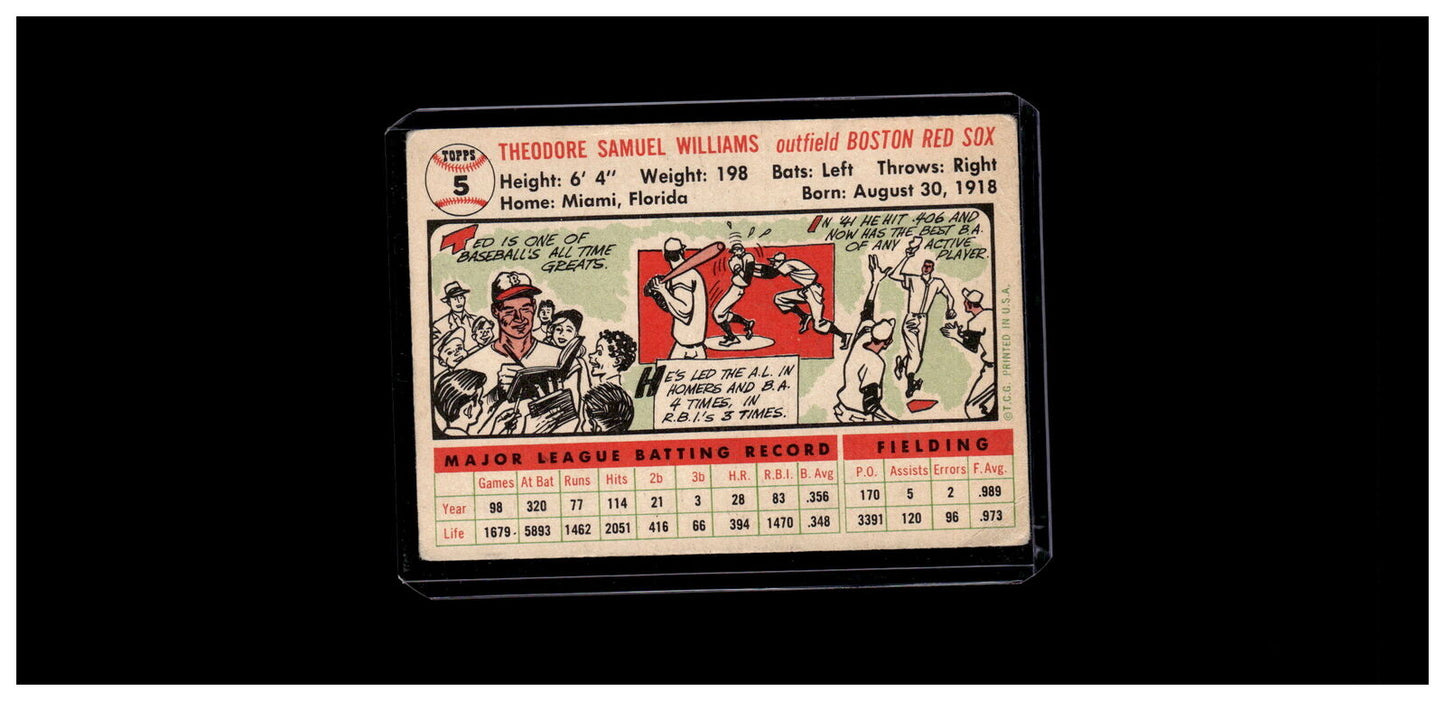 TOPPS
5
THEODORE SAMUEL WILLIAMS outfield BOSTON RED SOX
Height: 6' 4" Weight: 198 Bats: Left Throws: Right
Home: Miami, Florida Born: August 30, 1918
TED IS ONE OF
BASEBALL'S ALL TIME
GREATS.
B
HE'S LED THE A.L. IN
HOMERS AND B.A.
4 TIMES, IN
R.B.I.'S 3 TIMES.
IN '41 HE HIT .406 AND
NOW HAS THE BEST B.A.
OF ANY ACTIVE
PLAYER.
©T.C.G. PRINTED IN U.S.A.
MAJOR LEAGUE BATTING RECORD FIELDING
Games At Bat Runs Hits 2b 3b H.R. R.B.I. B. Avg P.O. Assists Errors F. Avg.
Year 98 320 77 114 21 3 28 83 .356 170 5 2 .989
Life 1679 5893 1462 2051 416 66 394 1470 .348 3391 120 96 .973